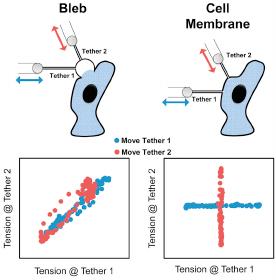 Bleb
Cell
Membrane
Tether 2
Tether 1
Tether 2
Tether 1
Move Tether 1
Move Tether 2
Tension @ Tether 2
Tension @ Tether 1
Tension @ Tether 2
Tension @ Tether 1